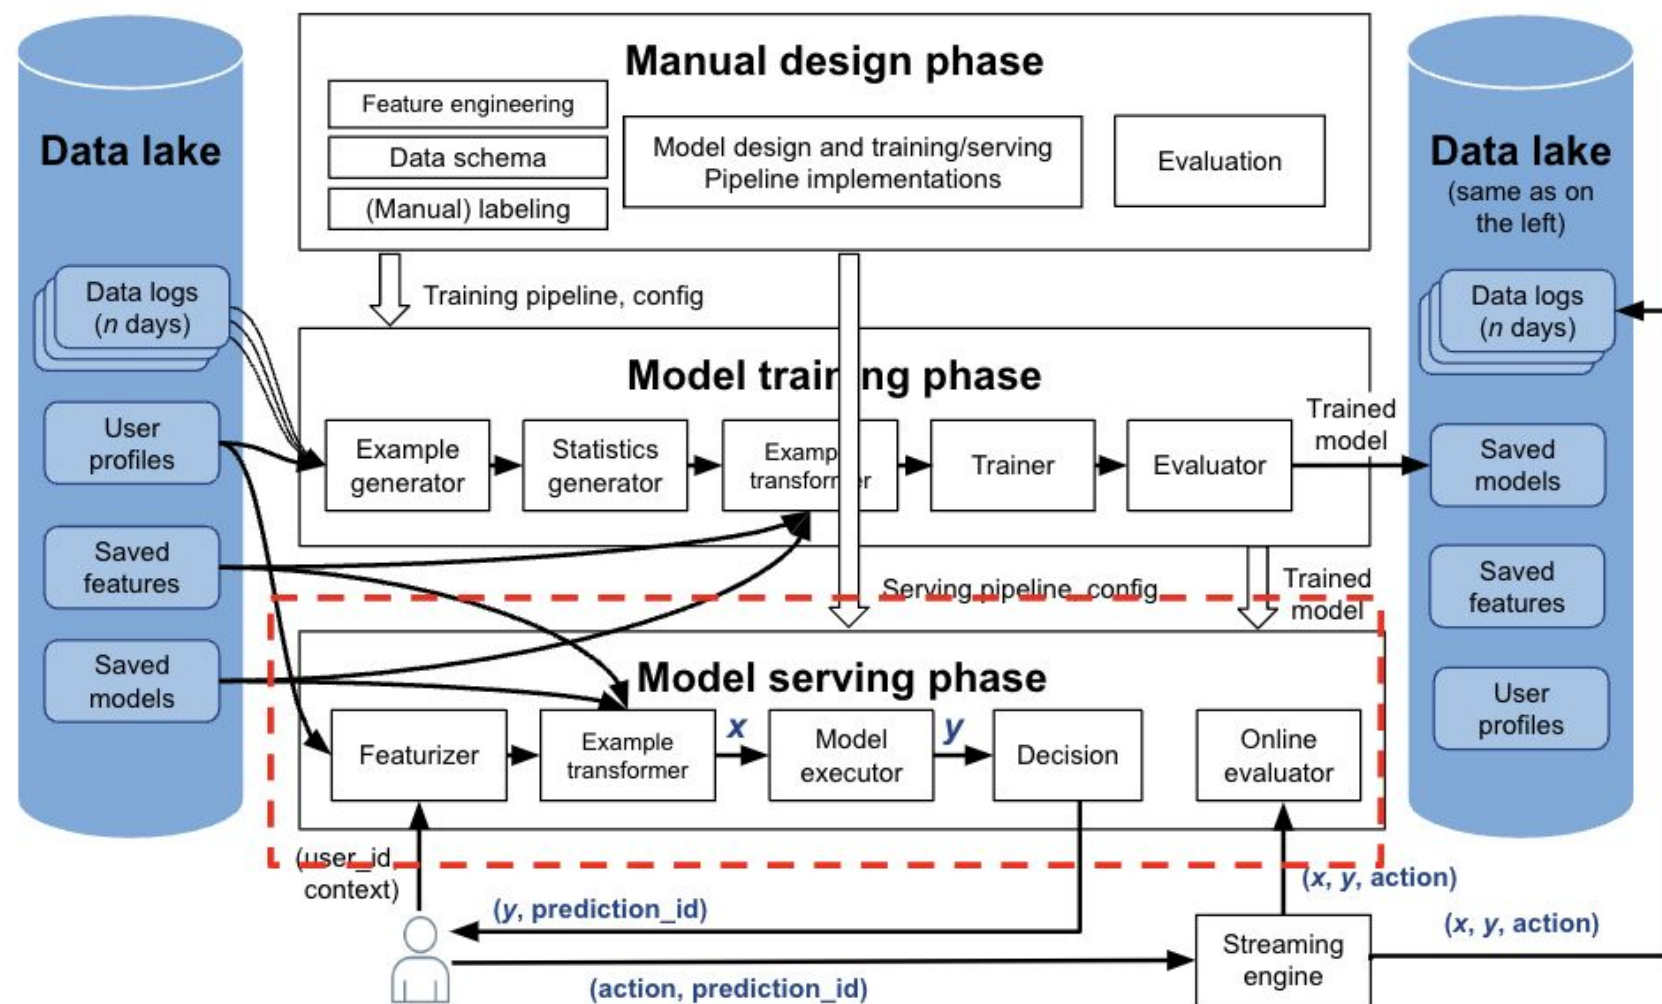 Manual design phase
Feature engineering
Data schema
(Manual) labeling
Model design and training/serving
Pipeline implementations
Evaluation
Data lake
Data logs
(n days)
User
profiles
Saved
features
Saved
models
Training pipeline, config
Model training phase
Example
generator
Statistics
generator
Example
transformer
Trainer
Evaluator
Trained
model
Serving pipeline, config
Trained
model
Model serving phase
Featurizer
Example
transformer
x
Model
executor
y
Decision
Online
evaluator
(user_id,
context)
(y, prediction_id)
(action, prediction_id)
Streaming
engine
(x, y, action)
(x, y, action)
Data lake
(same as on
the left)
Data logs
(n days)
Saved
models
Saved
features
User
profiles